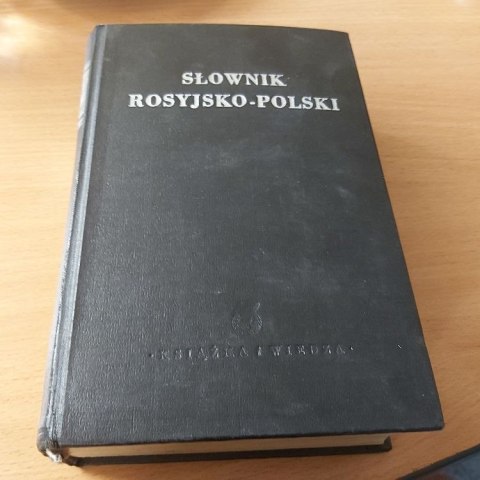 SŁOWNIK
ROSYJSKO-POLSKI
·KSIĄŻKA I WIEDZA·